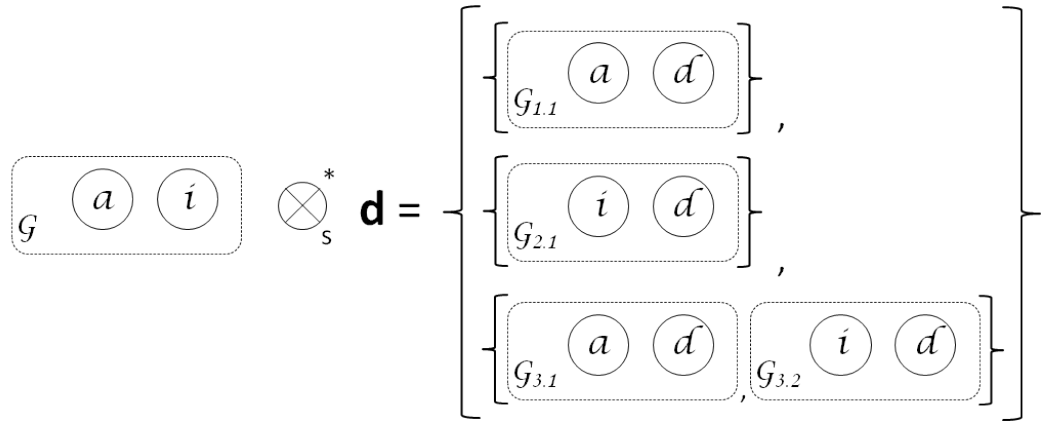 a d
G1.1 ,
a i * i d
G ⊗ s d = G2.1 ,
a d i d
G3.1 , G3.2